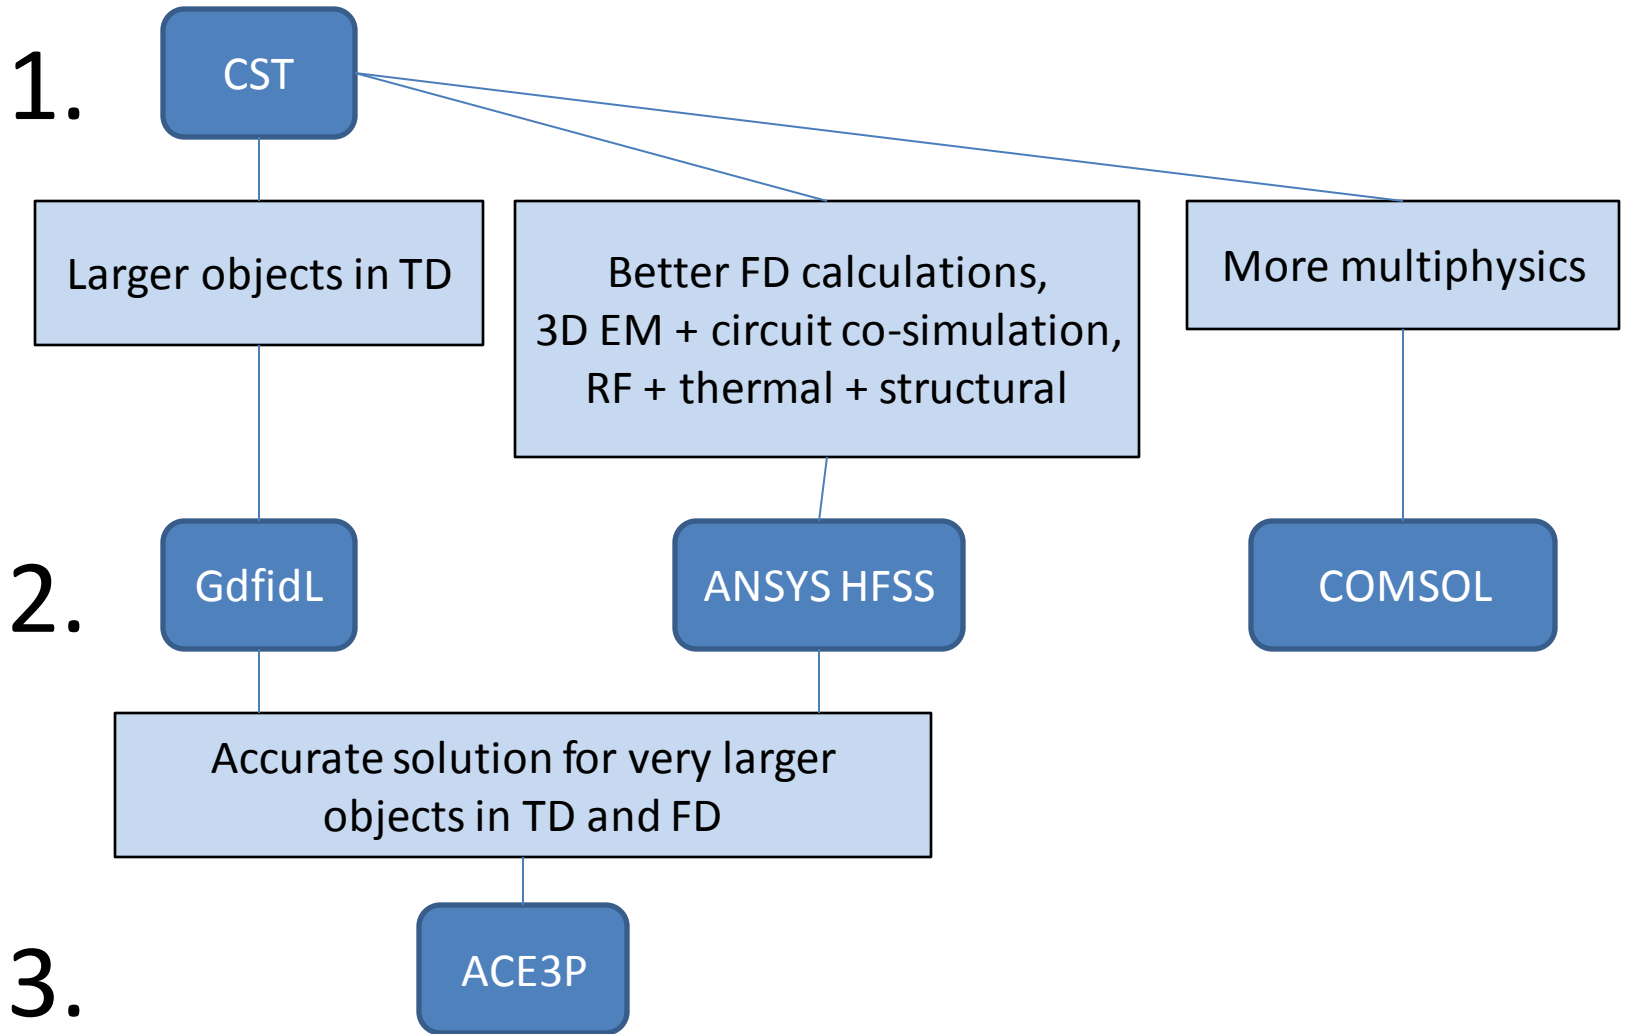 1.
CST
Larger objects in TD
Better FD calculations,
3D EM + circuit co-simulation,
RF + thermal + structural
More multiphysics
2.
GdfidL
ANSYS HFSS
COMSOL
Accurate solution for very larger
objects in TD and FD
3.
ACE3P